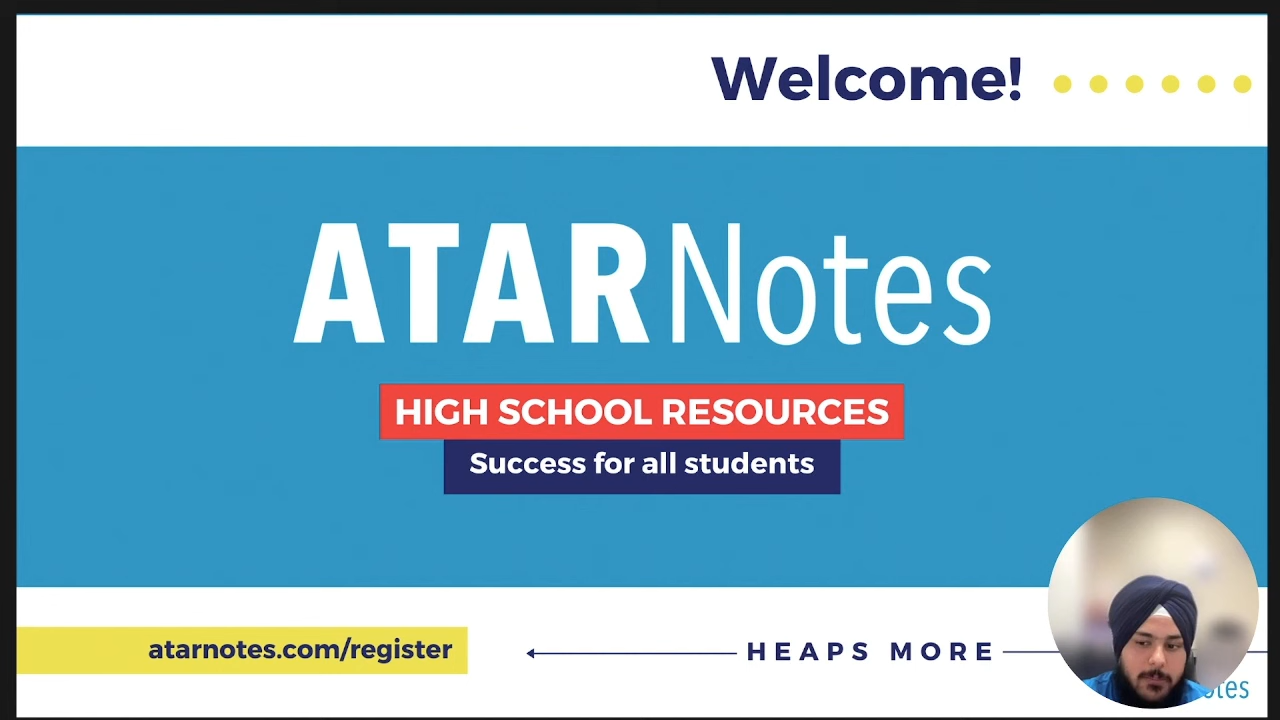 Welcome!
ATARNotes
HIGH SCHOOL RESOURCES
Success for all students
atarnotes.com/register
HEAPS MORE